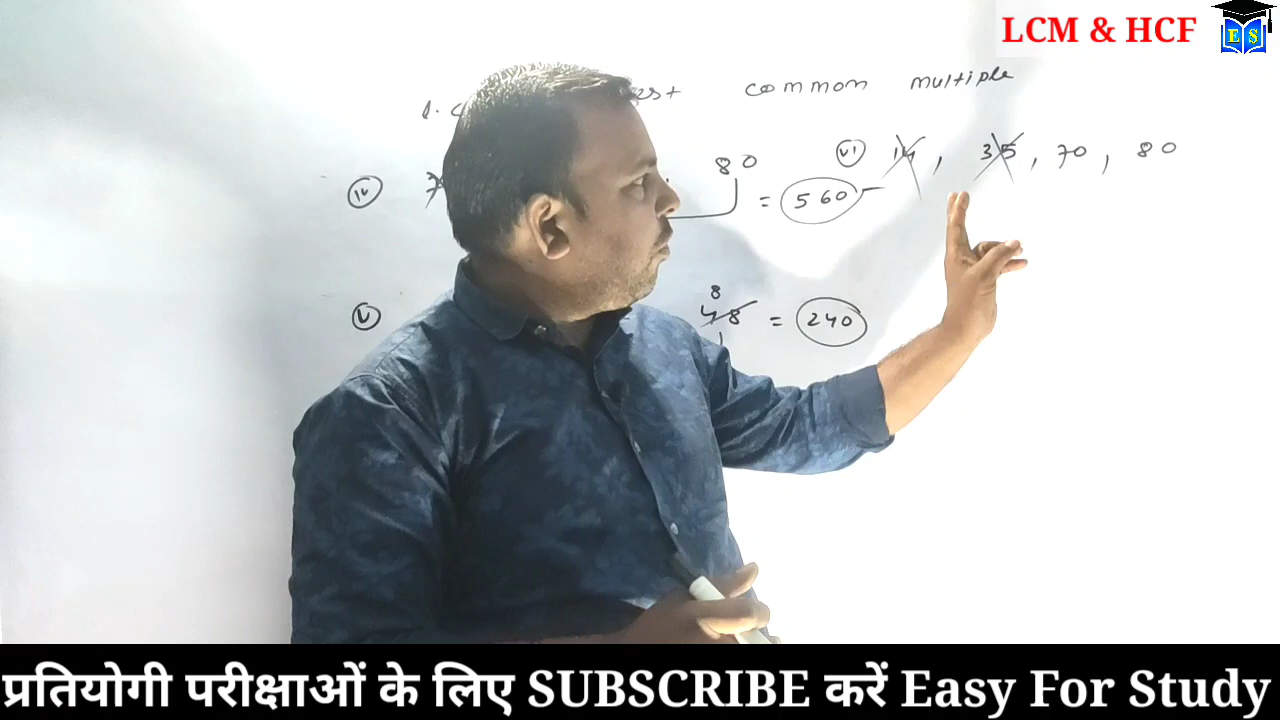 LCM & HCF
E S
common multiple
iv 80 = 560
vi 14, 35, 70, 80
v 48 8 = 240
प्रतियोगी परीक्षाओं के लिए SUBSCRIBE करें Easy For Study